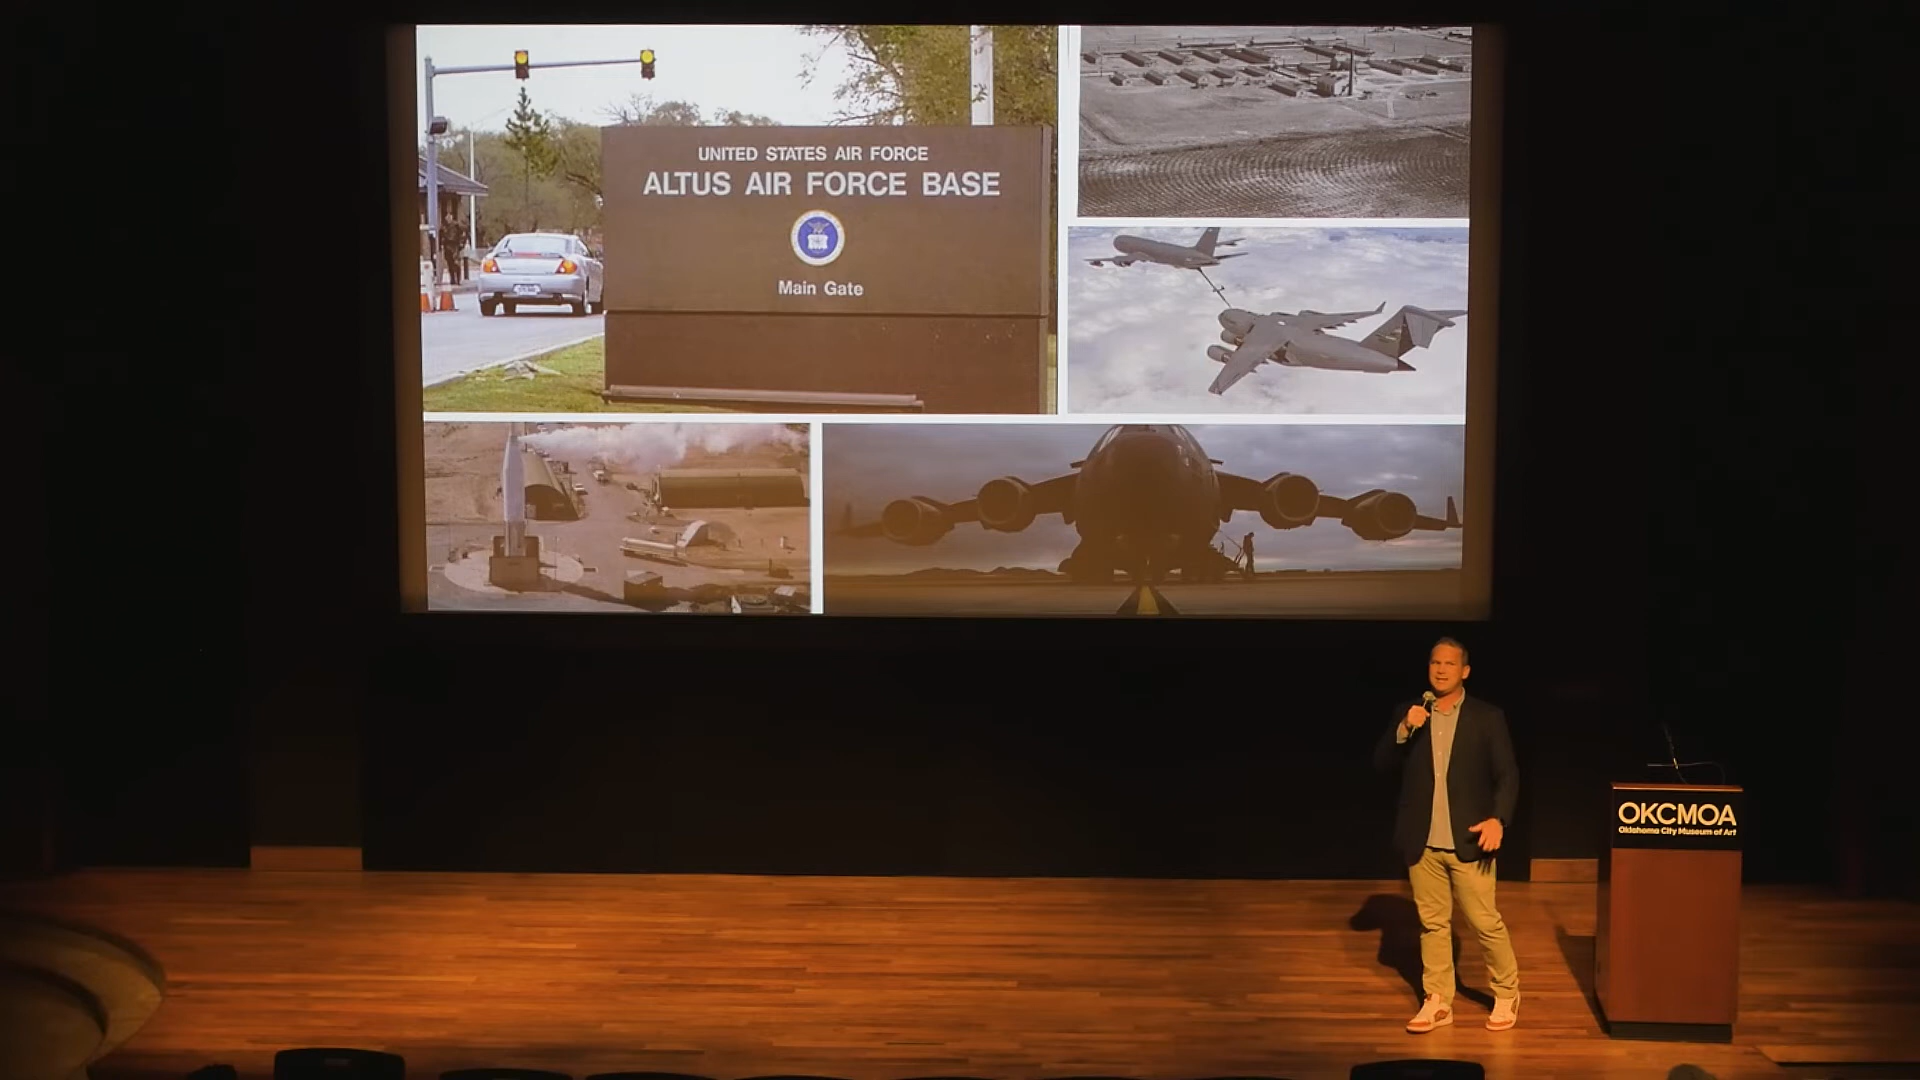 UNITED STATES AIR FORCE
ALTUS AIR FORCE BASE
Main Gate
OKCMOA
Oklahoma City Museum of Art